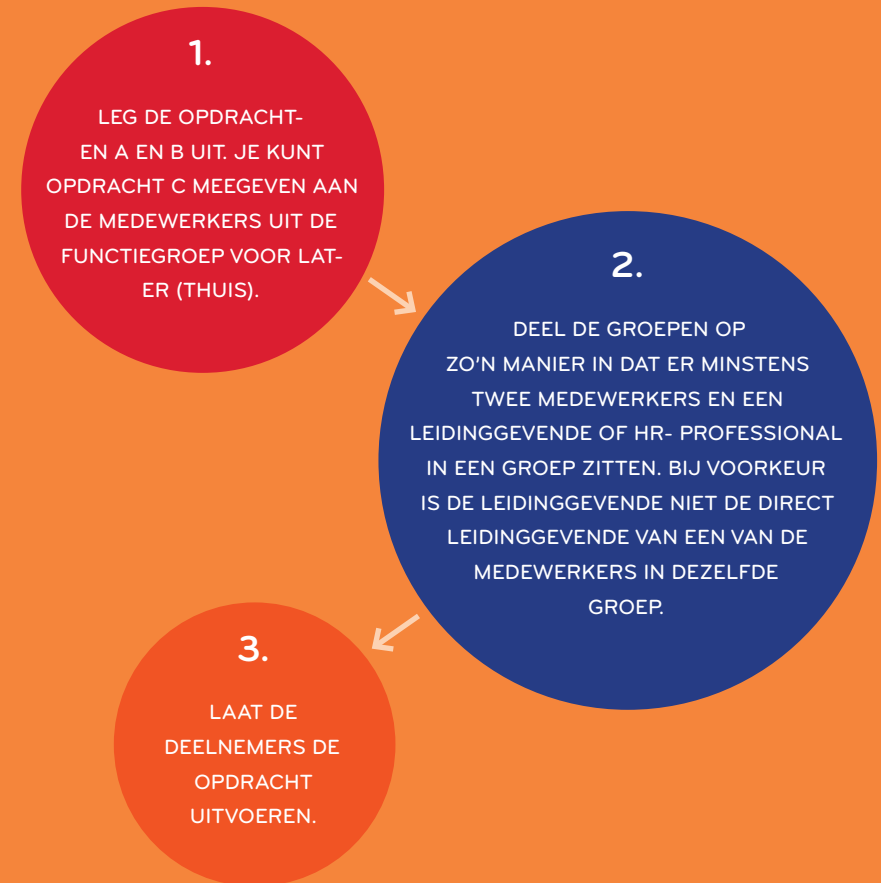 1.
LEG DE OPDRACHT-
EN A EN B UIT. JE KUNT
OPDRACHT C MEEGEVEN AAN
DE MEDEWERKERS UIT DE
FUNCTIEGROEP VOOR LAT-
ER (THUIS).
2.
DEEL DE GROEPEN OP
ZO'N MANIER IN DAT ER MINSTENS
TWEE MEDEWERKERS EN EEN
LEIDINGGEVENDE OF HR- PROFESSIONAL
IN EEN GROEP ZITTEN. BIJ VOORKEUR
IS DE LEIDINGGEVENDE NIET DE DIRECT
LEIDINGGEVENDE VAN EEN VAN DE
MEDEWERKERS IN DEZELFDE
GROEP.
3.
LAAT DE
DEELNEMERS DE
OPDRACHT
UITVOEREN.